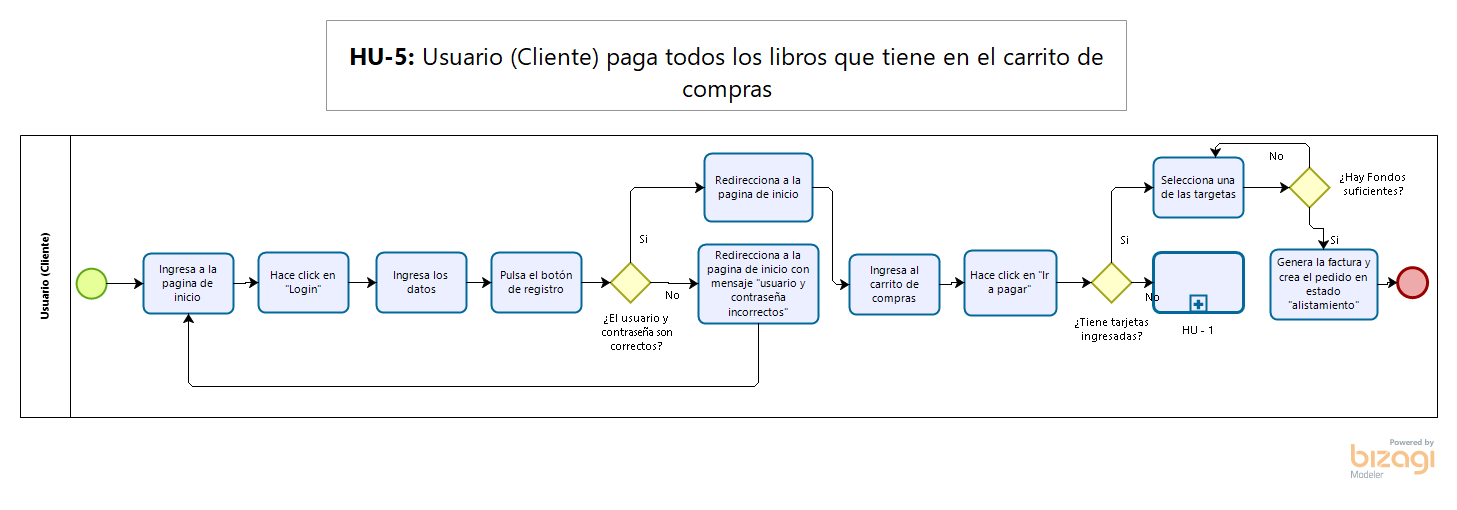 HU-5: Usuario (Cliente) paga todos los libros que tiene en el carrito de
compras
Usuario (Cliente)
Ingresa a la
pagina de
inicio
Hace click en
"Login"
Ingresa los
datos
Pulsa el botón
de registro
¿El usuario y
contraseña son
correctos?
Si
No
Redirecciona a la
pagina de inicio
Redirecciona a la
pagina de inicio con
mensaje "usuario y
contraseña
incorrectos"
Ingresa al
carrito de
compras
Hace click en "Ir
a pagar"
¿Tiene tarjetas
ingresadas?
Si
No
Selecciona una
de las targetas
HU - 1
¿Hay Fondos
suficientes?
No
Si
Genera la factura y
crea el pedido en
estado
"alistamiento"
Powered by
bizagi
Modeler